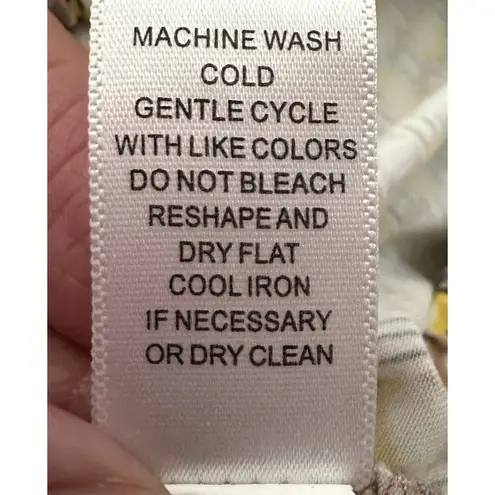 MACHINE WASH
COLD
GENTLE CYCLE
WITH LIKE COLORS
DO NOT BLEACH
RESHAPE AND
DRY FLAT
COOL IRON
IF NECESSARY
OR DRY CLEAN